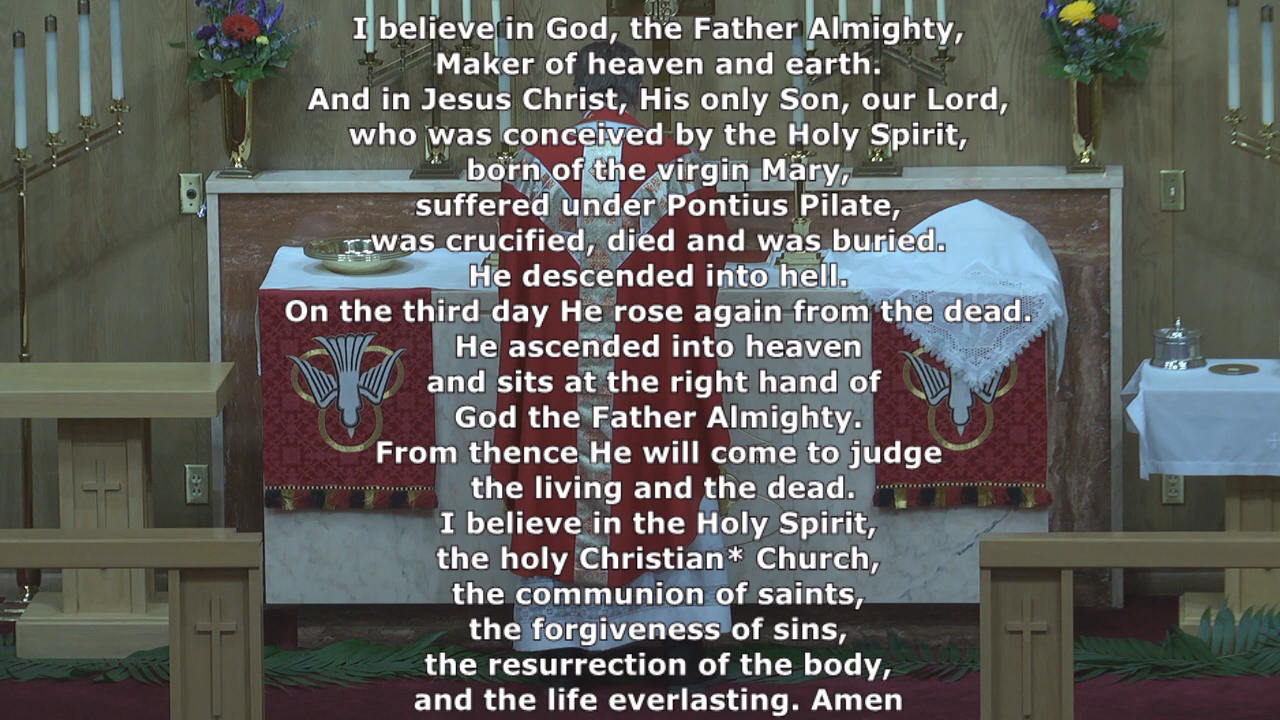 I believe in God, the Father Almighty,
Maker of heaven and earth.
And in Jesus Christ, His only Son, our Lord,
who was conceived by the Holy Spirit,
born of the virgin Mary,
suffered under Pontius Pilate,
was crucified, died and was buried.
He descended into hell.
On the third day He rose again from the dead.
He ascended into heaven
and sits at the right hand of
God the Father Almighty.
From thence He will come to judge
the living and the dead.
I believe in the Holy Spirit,
the holy Christian* Church,
the communion of saints,
the forgiveness of sins,
the resurrection of the body,
and the life everlasting. Amen